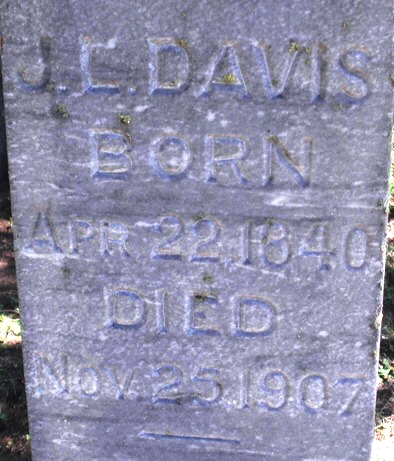 J. L. DAVIS
BORN
APR 22, 1840
DIED
NOV. 25, 1907